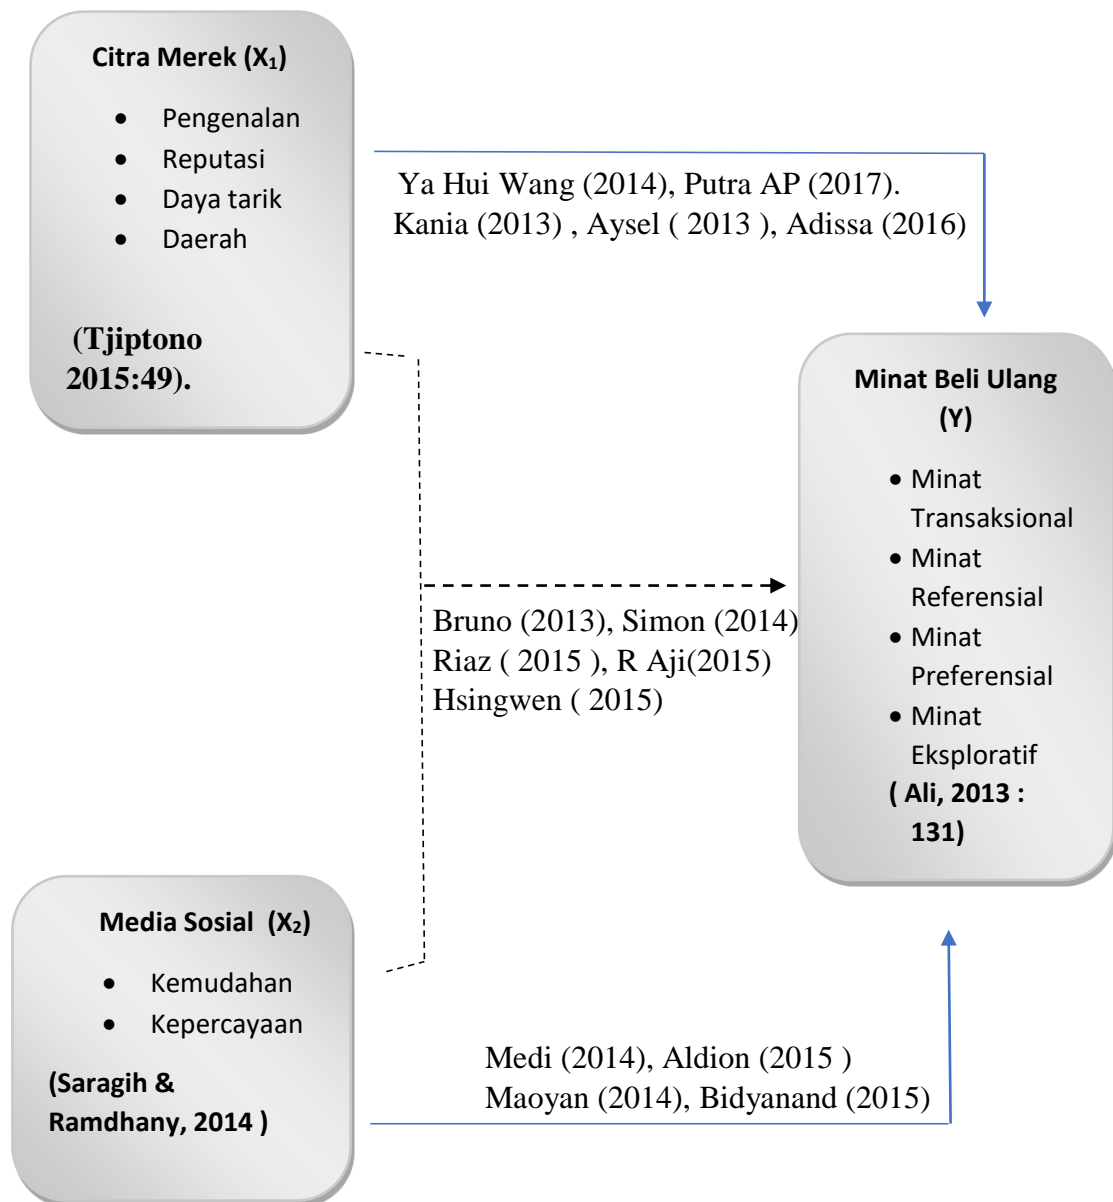 Citra Merek (X₁)
• Pengenalan
• Reputasi
• Daya tarik
• Daerah
(Tjiptono
2015:49).
Ya Hui Wang (2014), Putra AP (2017).
Kania (2013) , Aysel ( 2013 ), Adissa (2016)
Minat Beli Ulang
(Y)
• Minat
Transaksional
• Minat
Referensial
• Minat
Preferensial
• Minat
Eksploratif
( Ali, 2013 :
131)
Bruno (2013), Simon (2014)
Riaz ( 2015 ), R Aji(2015)
Hsingwen ( 2015)
Media Sosial (X₂)
• Kemudahan
• Kepercayaan
(Saragih &
Ramdhany, 2014 )
Medi (2014), Aldion (2015 )
Maoyan (2014), Bidyanand (2015)